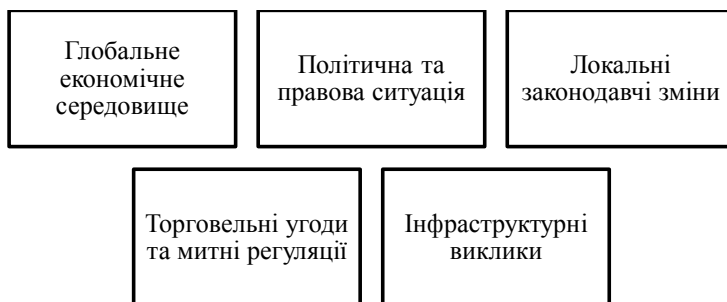 Глобальне
економічне
середовище
Політична та
правова ситуація
Локальні
законодавчі зміни
Торговельні угоди
та митні регуляції
Інфраструктурні
виклики